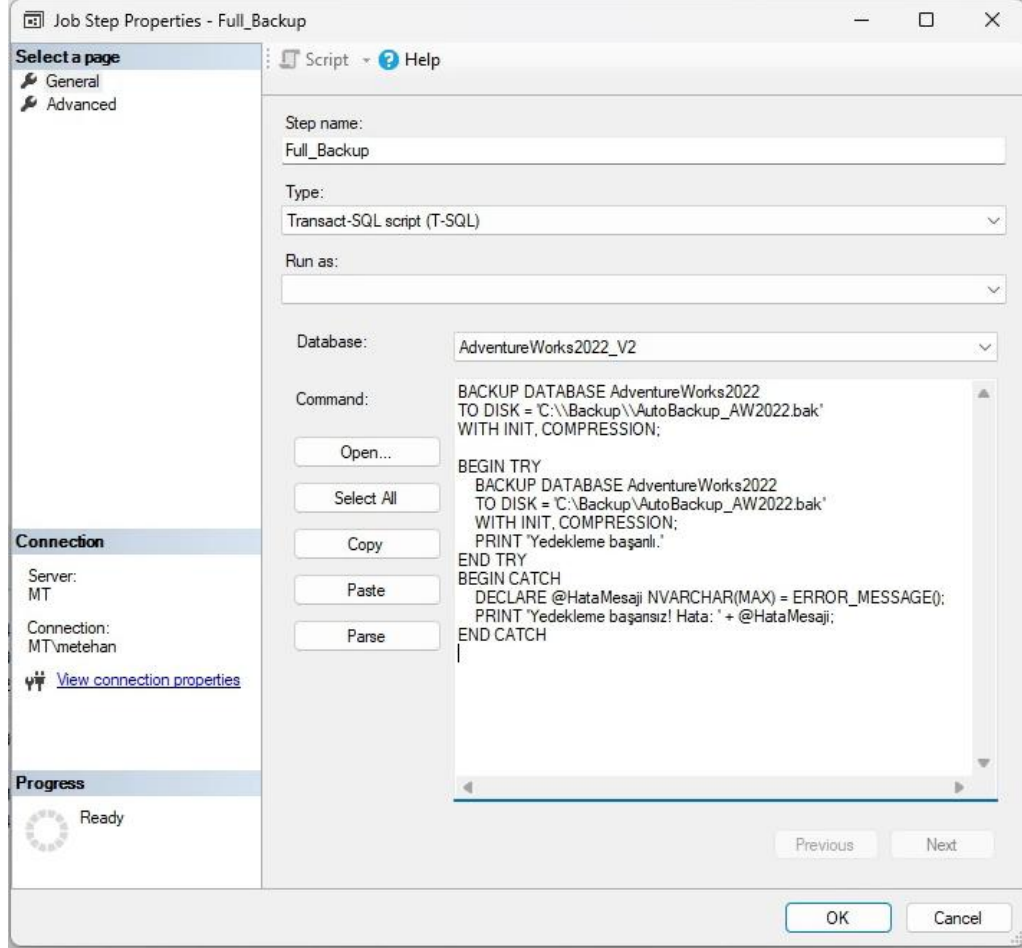 Job Step Properties - Full_Backup
Select a page
General
Advanced
Script
Help
Step name:
Full_Backup
Type:
Transact-SQL script (T-SQL)
Run as:
Database:
AdventureWorks2022_V2
Command:
Open...
Select All
Copy
Paste
Parse
BACKUP DATABASE AdventureWorks2022
TO DISK = 'C:\\Backup\\AutoBackup_AW2022.bak'
WITH INIT, COMPRESSION;
BEGIN TRY
BACKUP DATABASE AdventureWorks2022
TO DISK = 'C:\Backup\AutoBackup_AW2022.bak'
WITH INIT, COMPRESSION;
PRINT 'Yedekleme başarılı.'
END TRY
BEGIN CATCH
DECLARE @HataMesaji NVARCHAR(MAX) = ERROR_MESSAGE();
PRINT 'Yedekleme başarısız! Hata: ' + @HataMesaji;
END CATCH
Connection
Server:
MT
Connection:
MT\metehan
View connection properties
Progress
Ready
Previous
Next
OK
Cancel